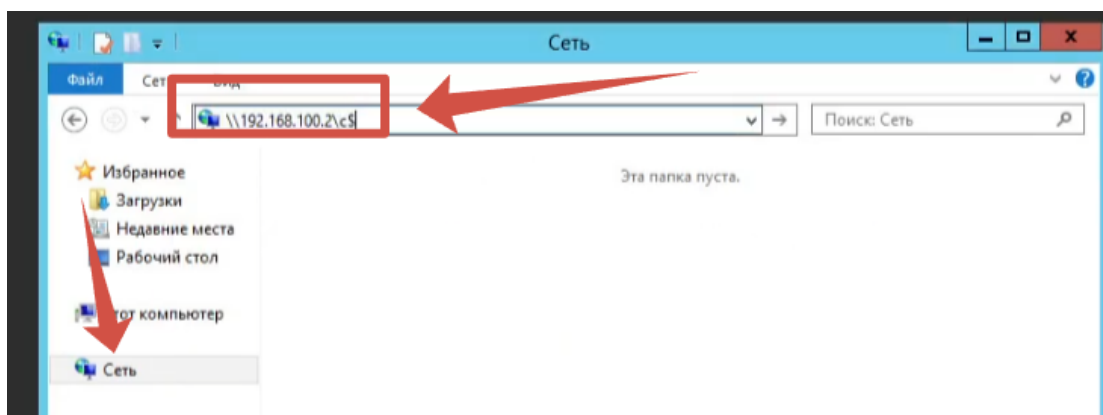 Сеть
Файл
\\192.168.100.2\c$
Поиск: Сеть
Избранное
Эта папка пуста.
Загрузки
Недавние места
Рабочий стол
компьютер
Сеть